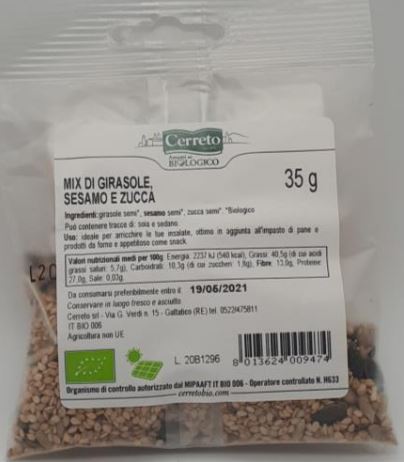 Cerreto
Amanti del
BIOLOGICO
MIX DI GIRASOLE,
SESAMO E ZUCCA
35 g
Ingredienti: girasole semi*, sesamo semi*, zucca semi*. *Biologico
Può contenere tracce di: soia e sedano.
Uso: ideale per arricchire le tue insalate, ottimo in aggiunta all'impasto di pane e
prodotti da forno e appetitoso come snack.
Valori nutrizionali medi per 100g: Energia: 2237 kJ (540 kcal), Grassi: 40,5g (di cui acidi
grassi saturi: 5,7g), Carboidrati: 10,3g (di cui zuccheri: 1,8g), Fibre: 13,9g, Proteine:
27,0g, Sale: 0,03g.
L20
Da consumarsi preferibilmente entro il: 19/06/2021
Conservare in luogo fresco e asciutto
Cerreto srl - Via G. Verdi n. 15 - Gattatico (RE) tel. 0522/475811
IT BIO 006
Agricoltura non UE
L. 20B1296
8 013624 009474
Organismo di controllo autorizzato dal MIPAAFT IT BIO 006 - Operatore controllato N. H633
cerretobio.com